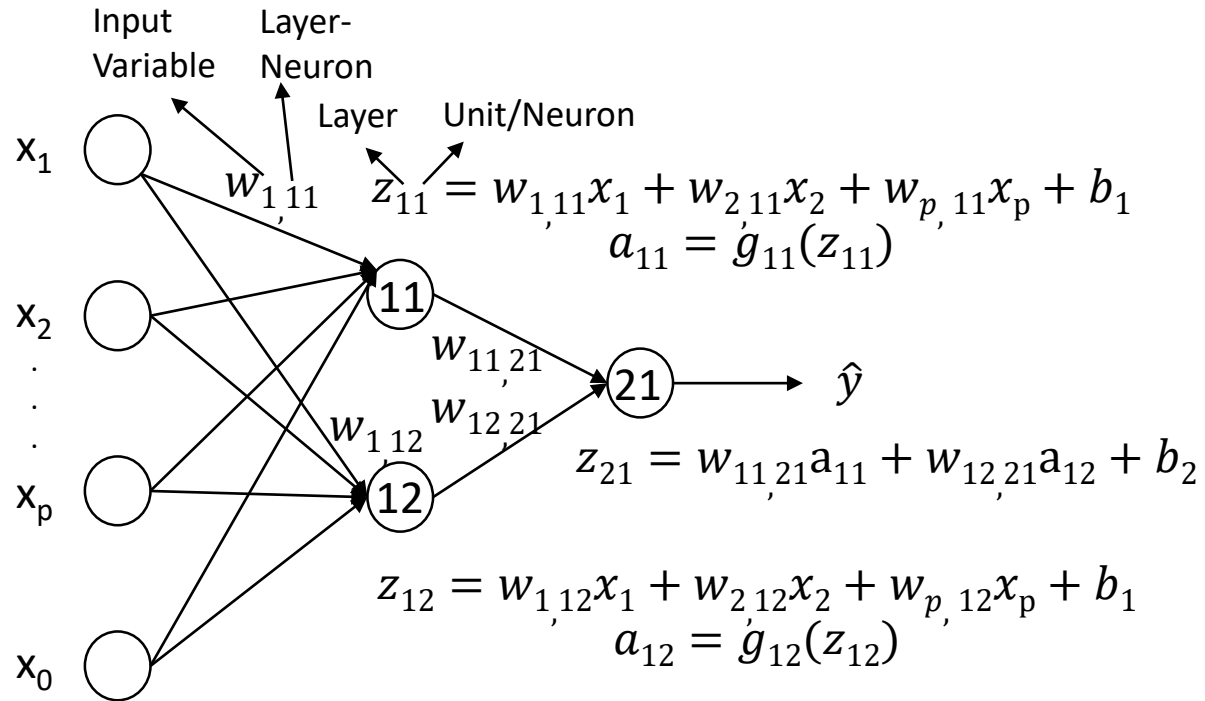 Input Variable
Layer-Neuron
Layer
Unit/Neuron
x₁
w₁,₁₁
z₁₁ = w₁,₁₁x₁ + w₂,₁₁x₂ + wₚ, ₁₁xₚ + b₁
a₁₁ = g₁₁(z₁₁)
x₂
11
w₁₁,₂₁
.
.
.
21
ŷ
w₁₂,₂₁
w₁,₁₂
z₂₁ = w₁₁,₂₁a₁₁ + w₁₂,₂₁a₁₂ + b₂
xₚ
12
z₁₂ = w₁,₁₂x₁ + w₂,₁₂x₂ + wₚ, ₁₂xₚ + b₁
a₁₂ = g₁₂(z₁₂)
x₀